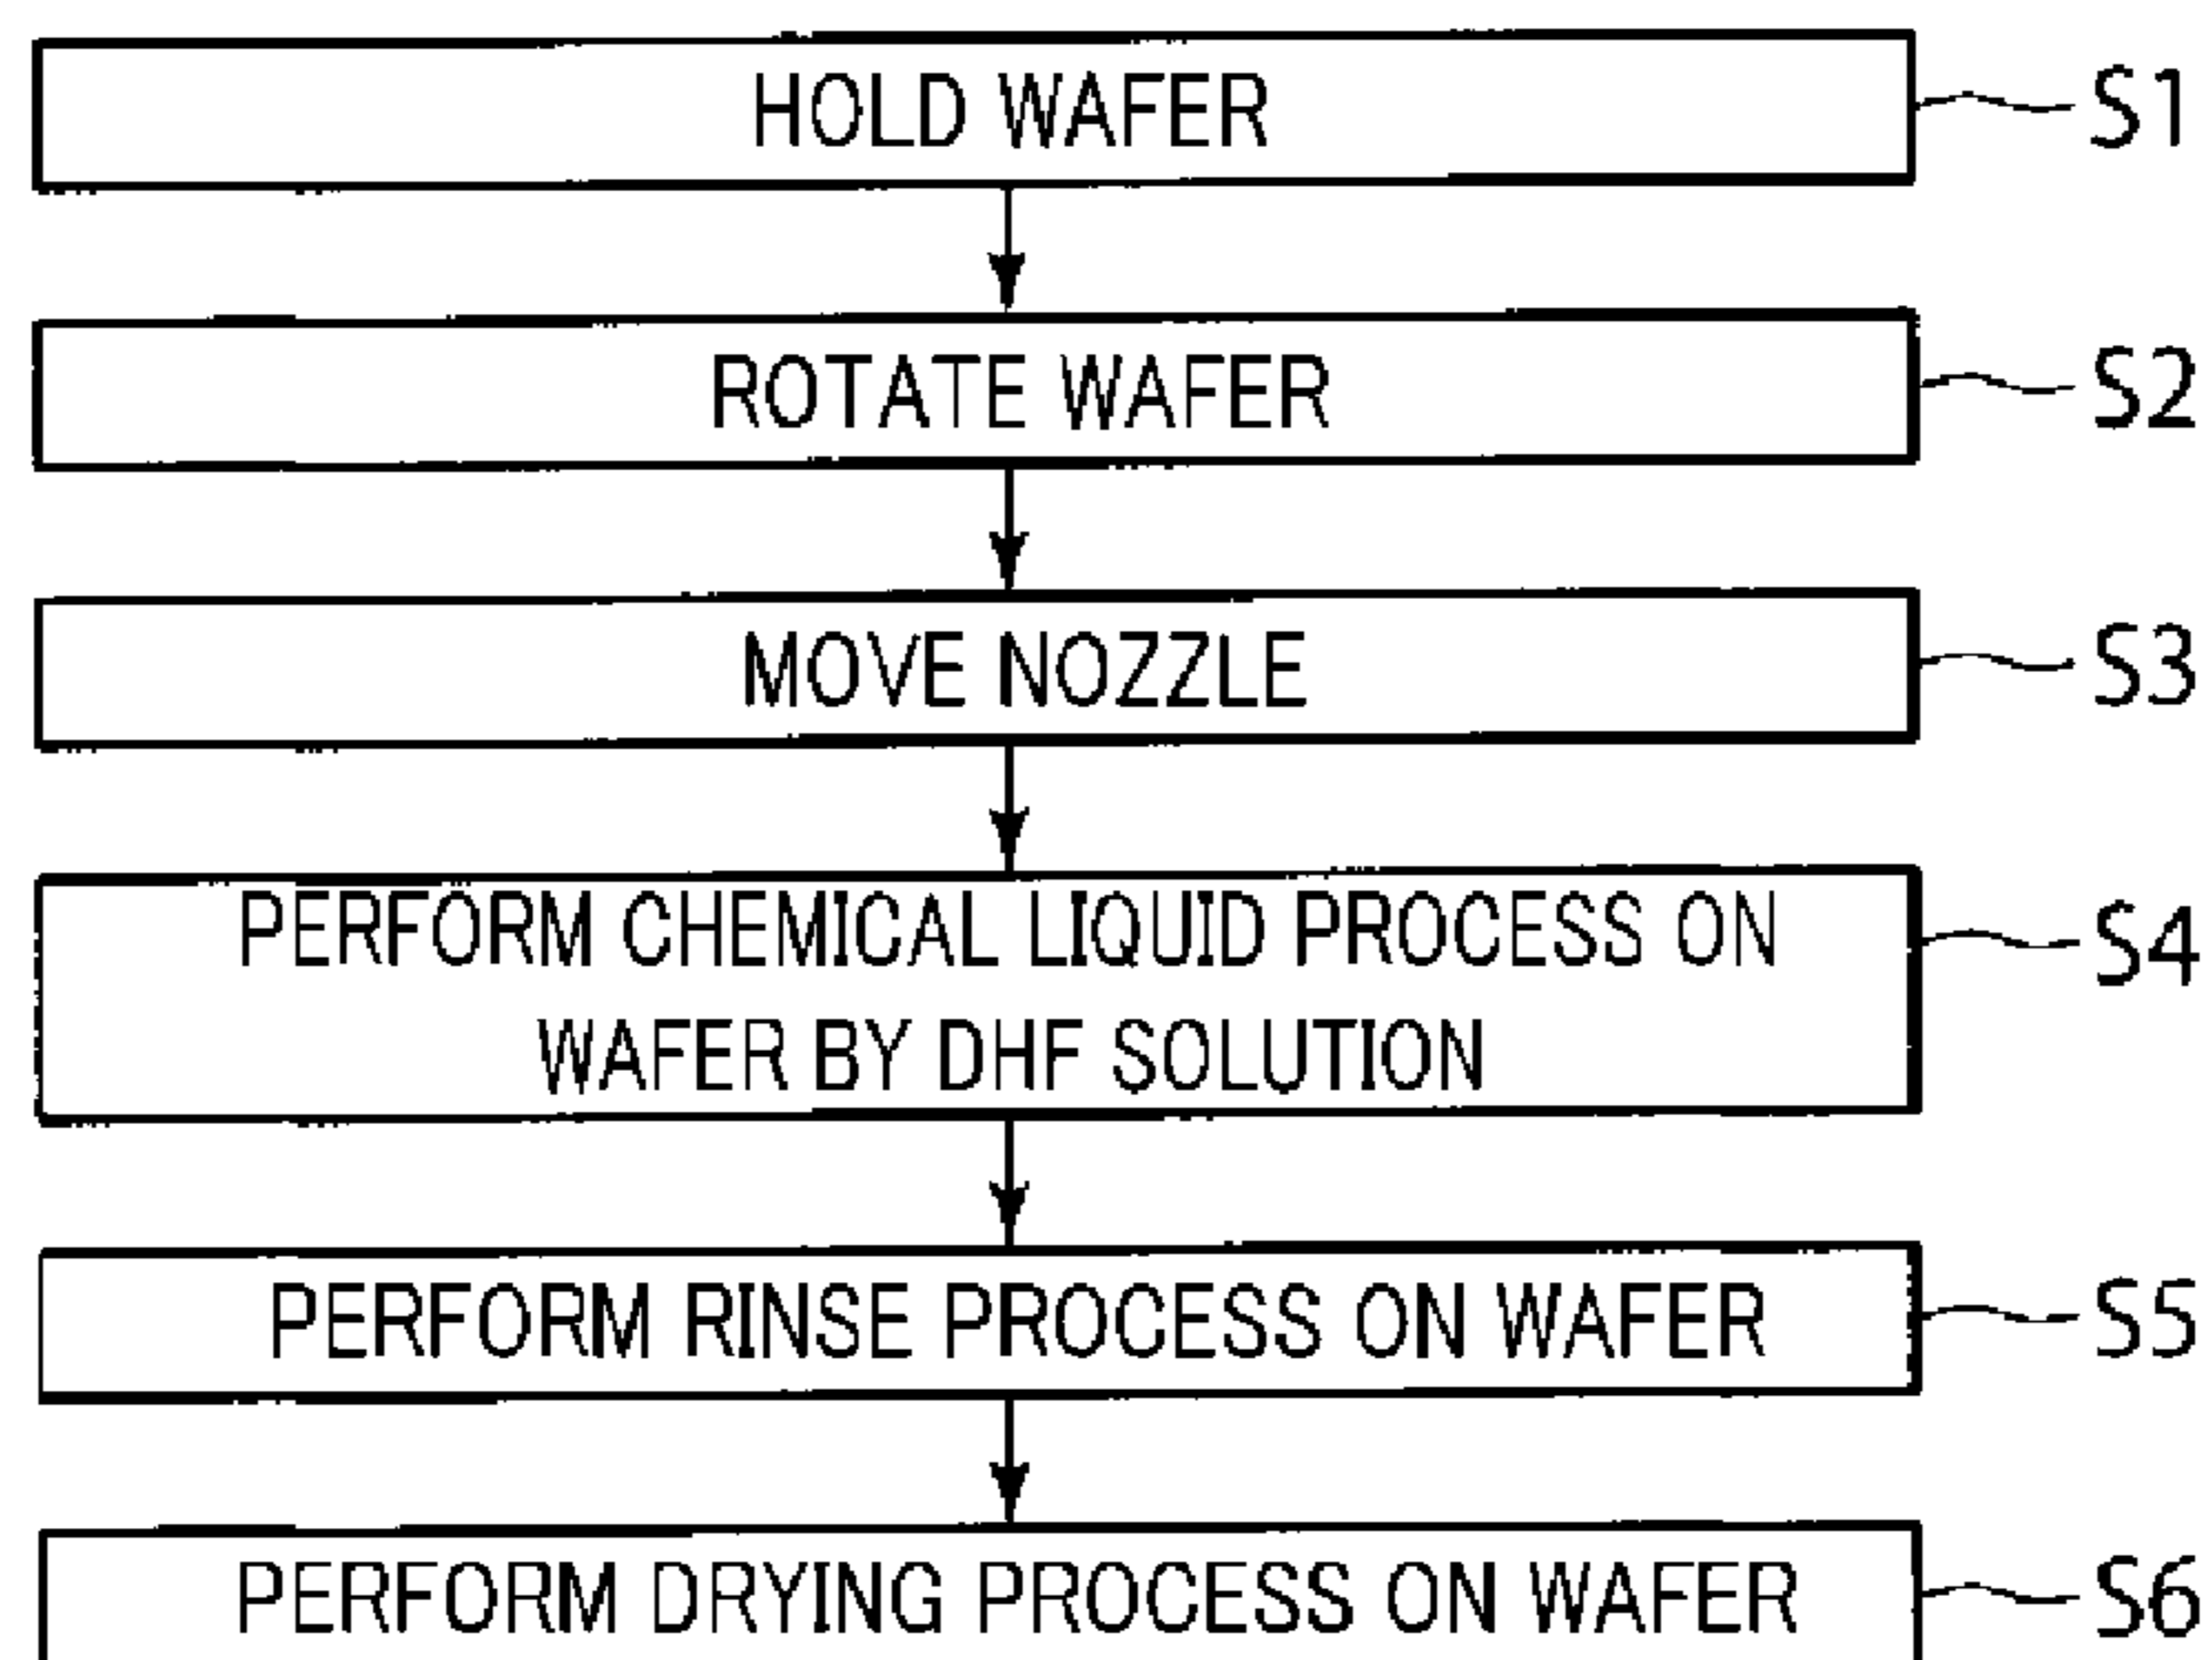 HOLD WAFER S1
ROTATE WAFER S2
MOVE NOZZLE S3
PERFORM CHEMICAL LIQUID PROCESS ON S4
WAFER BY DHF SOLUTION
PERFORM RINSE PROCESS ON WAFER S5
PERFORM DRYING PROCESS ON WAFER S6